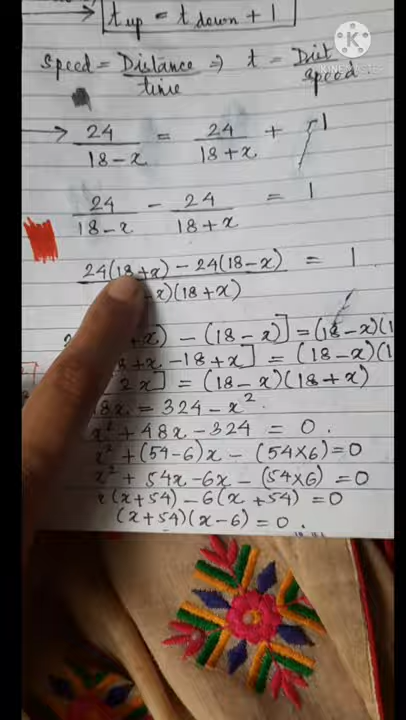 t up = t down + 1
Speed = Distance / time ⇒ t = Dist / speed.
→ 24 / 18 - x = 24 / 18 + x + 1
24 / 18 - x - 24 / 18 + x = 1
24(18 + x) - 24(18 - x) / x)(18 + x) = 1
x) - (18 - x)] = (18 - x)(1
+ x - 18 + x] = (18 - x)(1
2x] = (18 - x)(18 + x)
8x = 324 - x².
x² + 48x - 324 = 0.
x² + (54 - 6)x - (54 × 6) = 0
x² + 54x - 6x - (54 × 6) = 0
x(x + 54) - 6(x + 54) = 0
(x + 54)(x - 6) = 0.